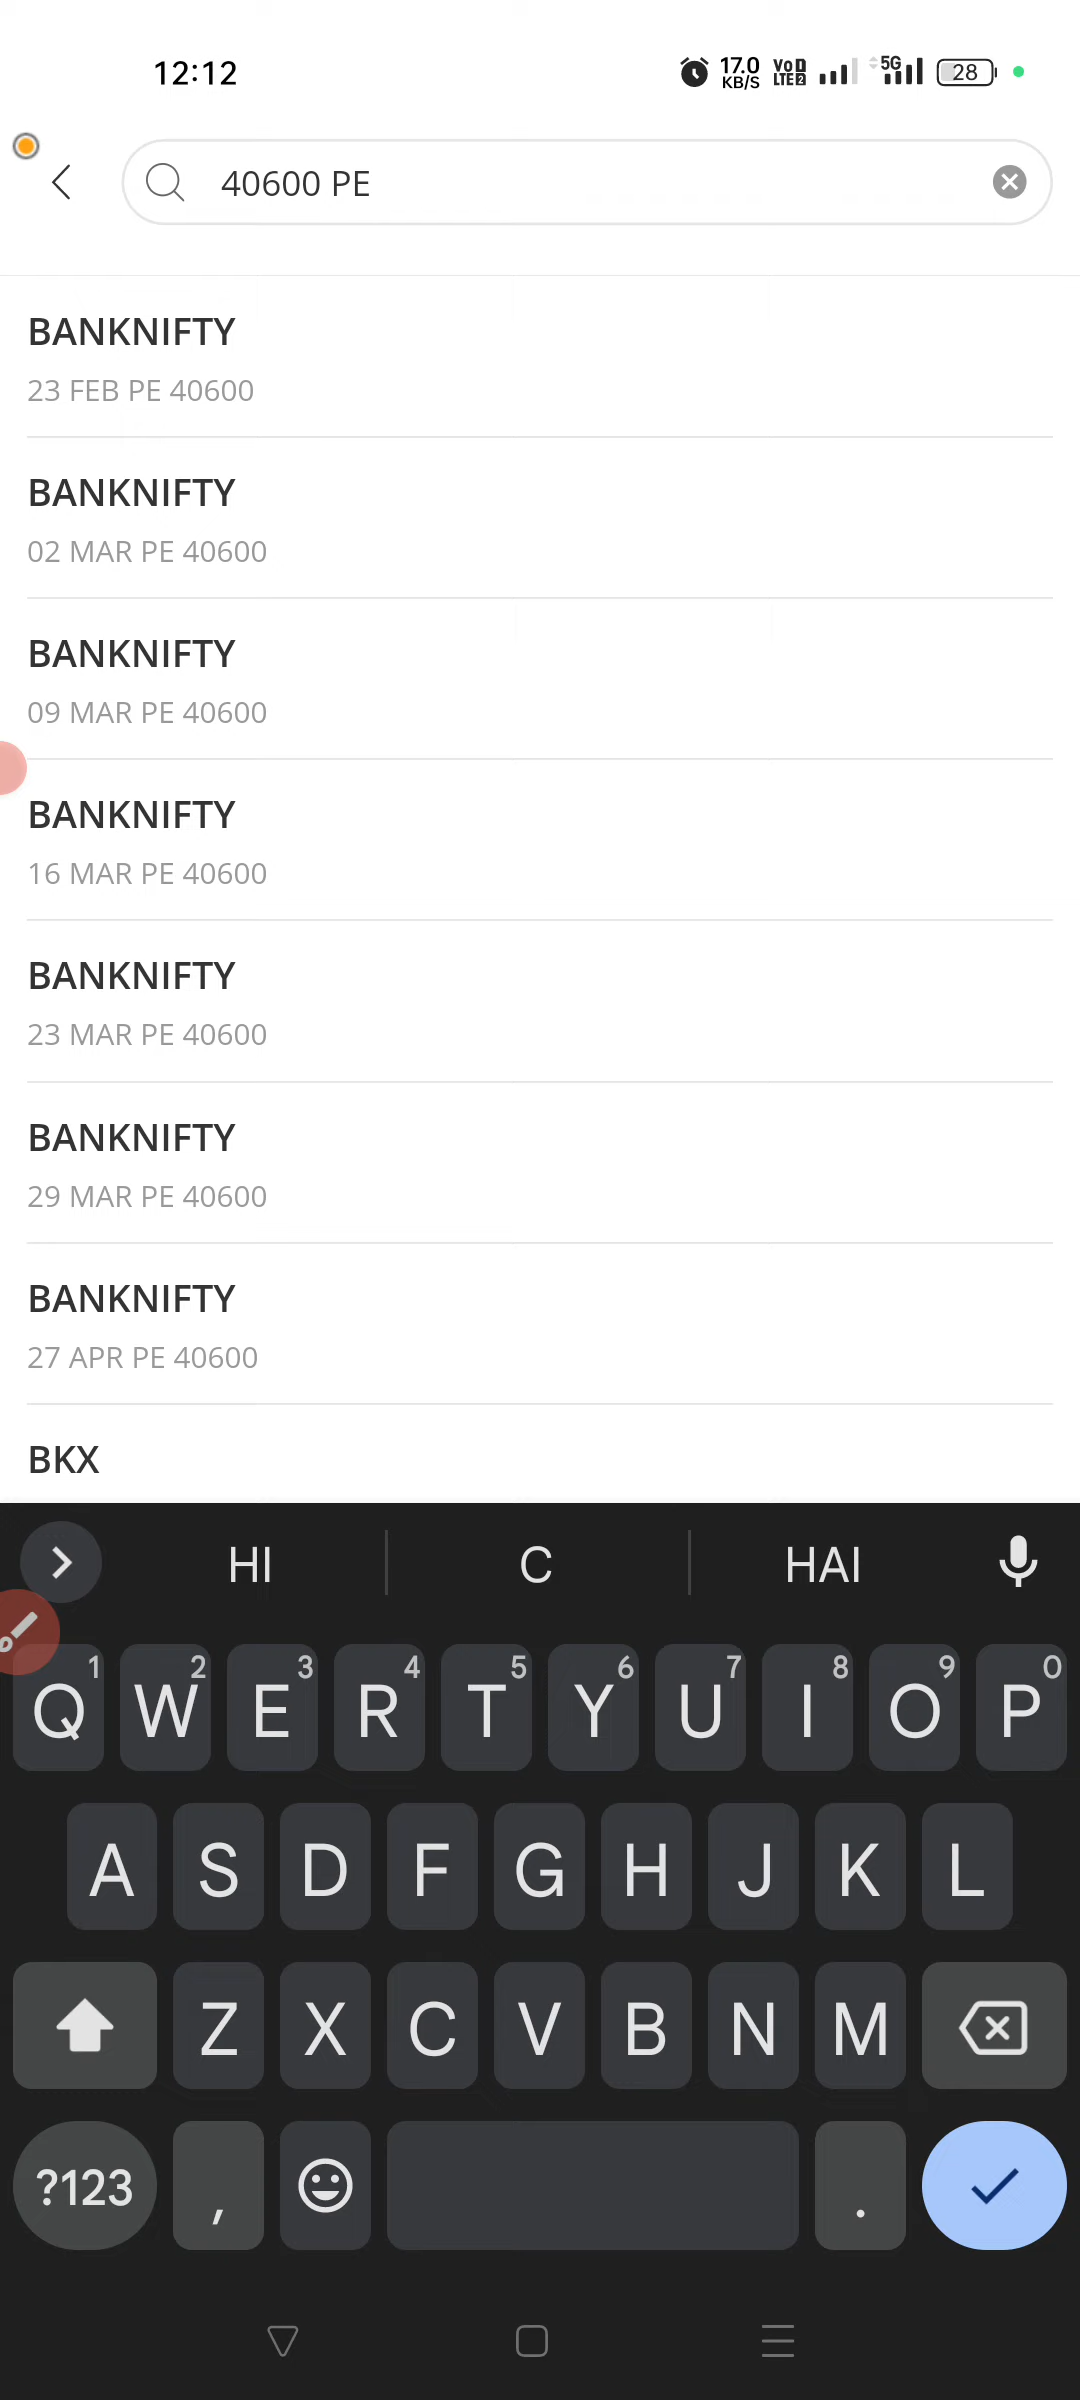 12:12
17.0 KB/S
VoD LTE2
5G
28
40600 PE
BANKNIFTY
23 FEB PE 40600
BANKNIFTY
02 MAR PE 40600
BANKNIFTY
09 MAR PE 40600
BANKNIFTY
16 MAR PE 40600
BANKNIFTY
23 MAR PE 40600
BANKNIFTY
29 MAR PE 40600
BANKNIFTY
27 APR PE 40600
BKX
HI C HAI
1 2 3 4 5 6 7 8 9 0
Q W E R T Y U I O P
A S D F G H J K L
Z X C V B N M
?123 , .